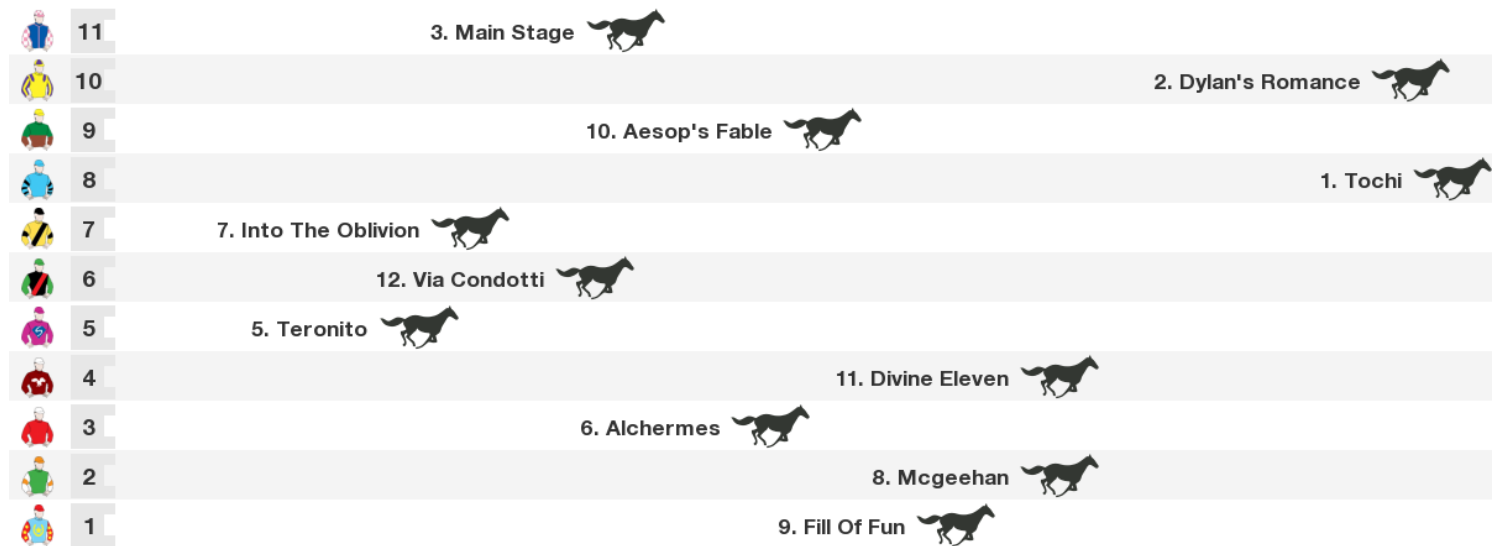 11 3. Main Stage
10 2. Dylan's Romance
9 10. Aesop's Fable
8 1. Tochi
7 7. Into The Oblivion
6 12. Via Condotti
5 5. Teronito
4 11. Divine Eleven
3 6. Alchermes
2 8. Mcgeehan
1 9. Fill Of Fun